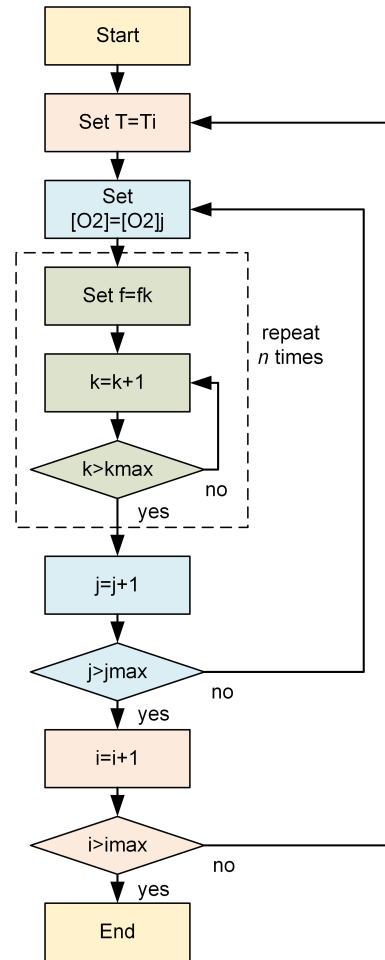 Start
Set T=Ti
Set
[O2]=[O2]j
Set f=fk
repeat
n times
k=k+1
k>kmax
no
yes
j=j+1
j>jmax
no
yes
i=i+1
i>imax
no
yes
End